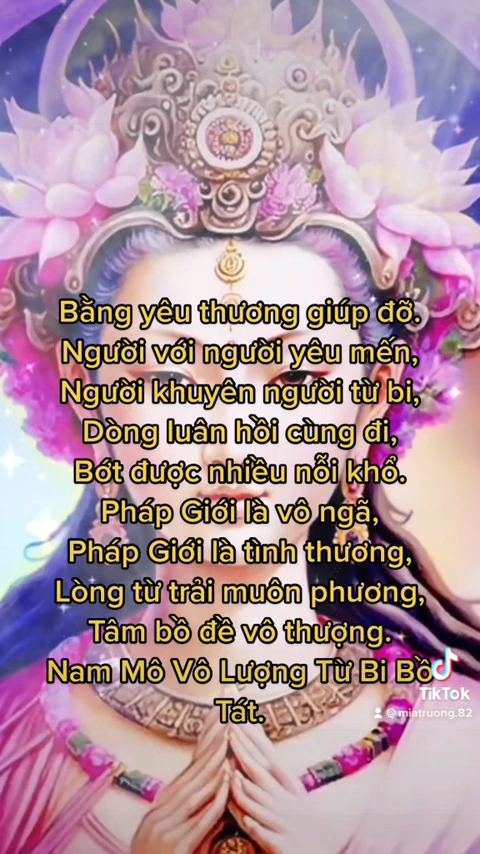 Bằng yêu thương giúp đỡ.
Người với người yêu mến,
Người khuyên người từ bi,
Dòng luân hồi cùng đi,
Bớt được nhiều nỗi khổ.
Pháp Giới là vô ngã,
Pháp Giới là tình thương,
Lòng từ trải muôn phương,
Tâm bồ đề vô thượng.
Nam Mô Vô Lượng Từ Bi Bồ
Tát.
TikTok
@miatruong.82